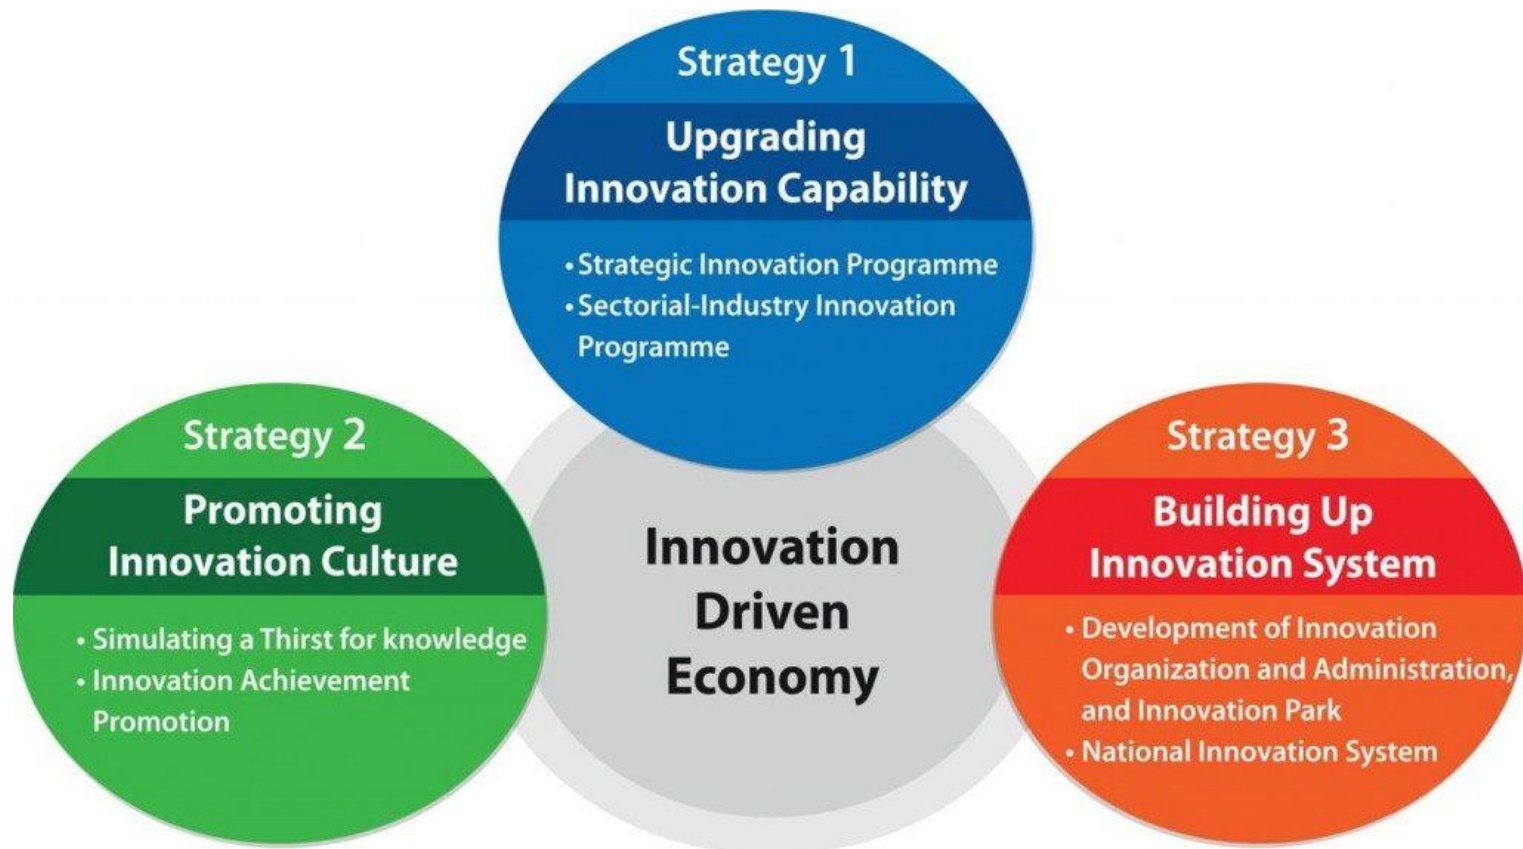 Strategy 1
Upgrading
Innovation Capability
• Strategic Innovation Programme
• Sectorial-Industry Innovation
Programme
Strategy 2
Promoting
Innovation Culture
• Simulating a Thirst for knowledge
• Innovation Achievement
Promotion
Innovation
Driven
Economy
Strategy 3
Building Up
Innovation System
• Development of Innovation
Organization and Administration,
and Innovation Park
• National Innovation System